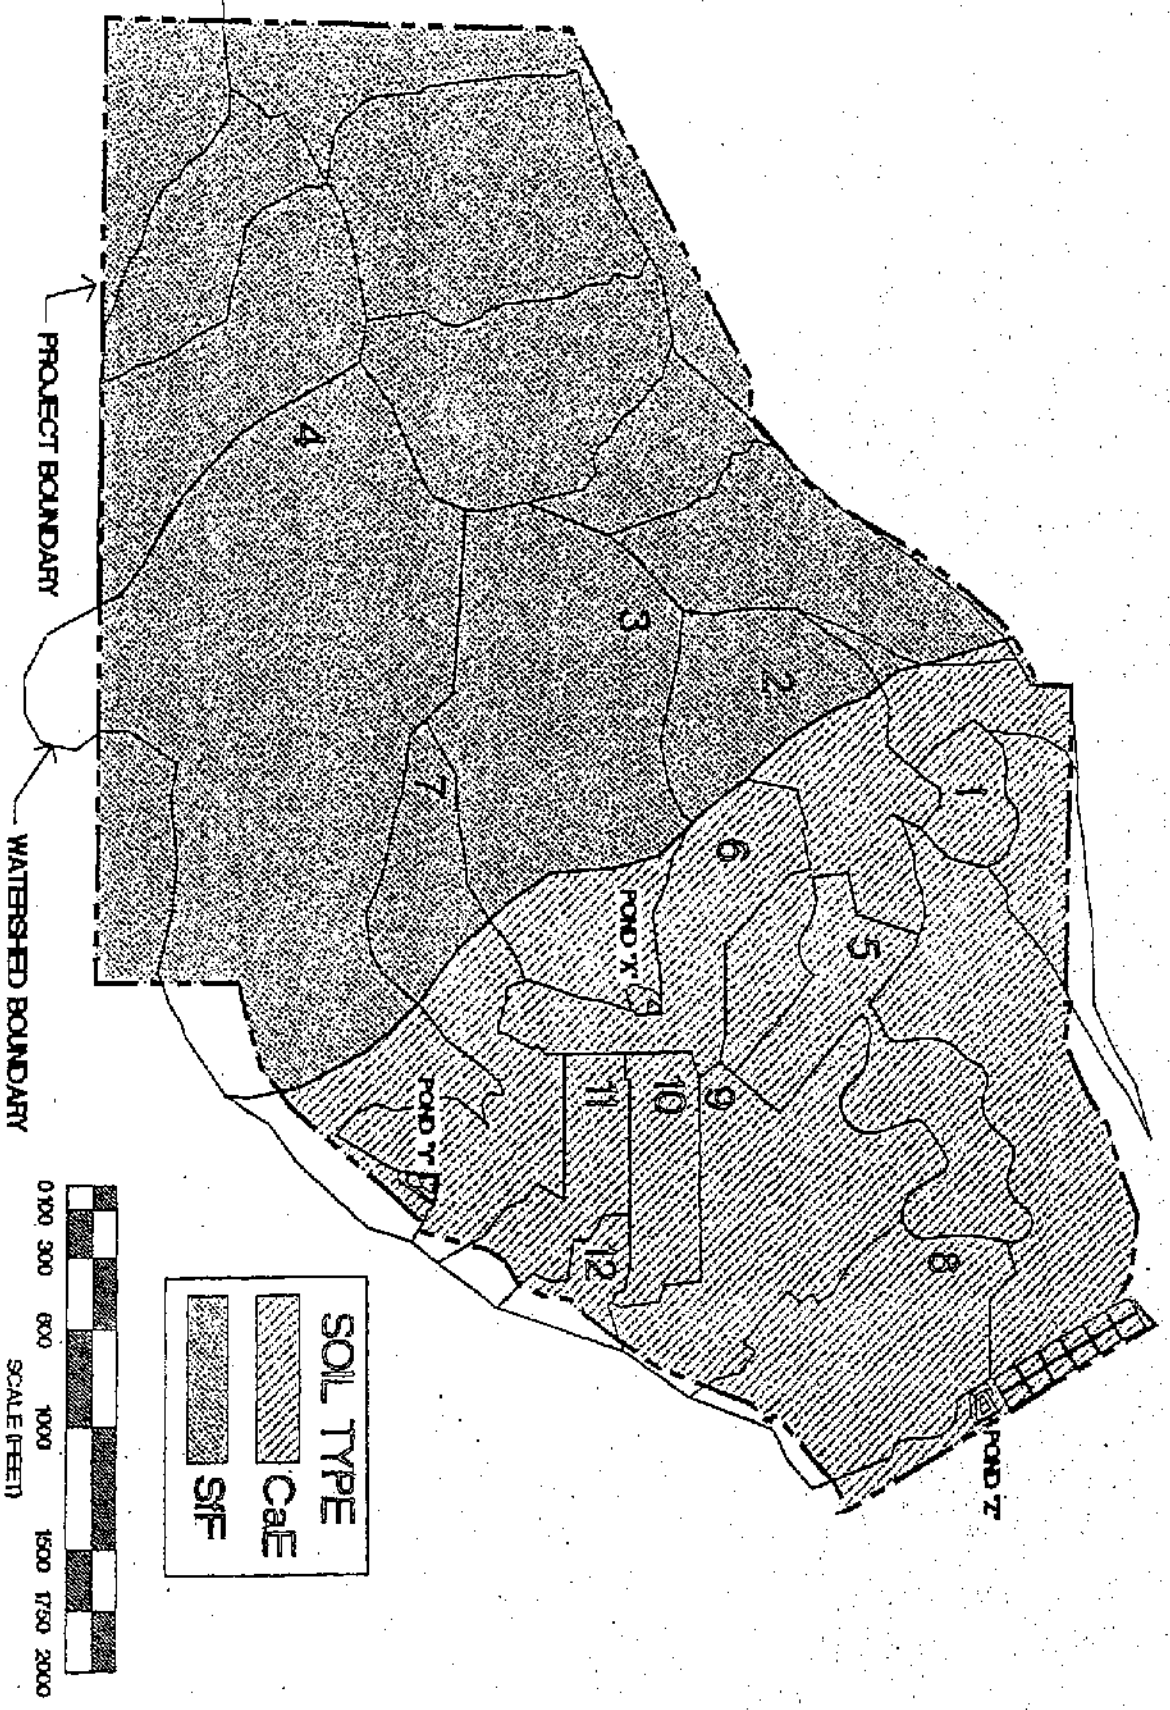 PROJECT BOUNDARY
WATERSHED BOUNDARY
1
2
3
4
5
6
7
8
9
10
11
12
POND 'X'
POND 'Y'
POND 'Z'
SOIL TYPE
CaE
StF
0 100 300 600 1000 1500 1750 2000
SCALE (FEET)